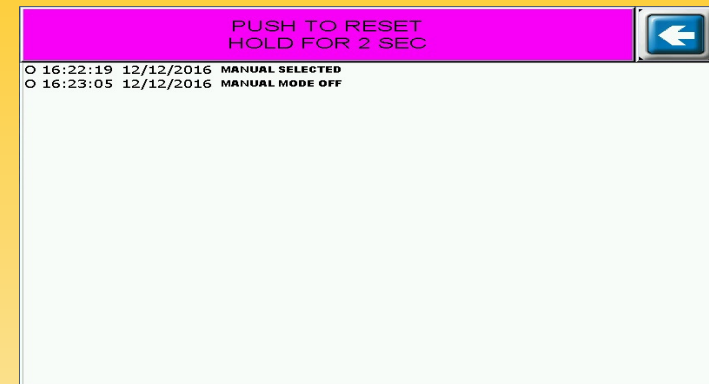 PUSH TO RESET
HOLD FOR 2 SEC
O 16:22:19 12/12/2016 MANUAL SELECTED
O 16:23:05 12/12/2016 MANUAL MODE OFF